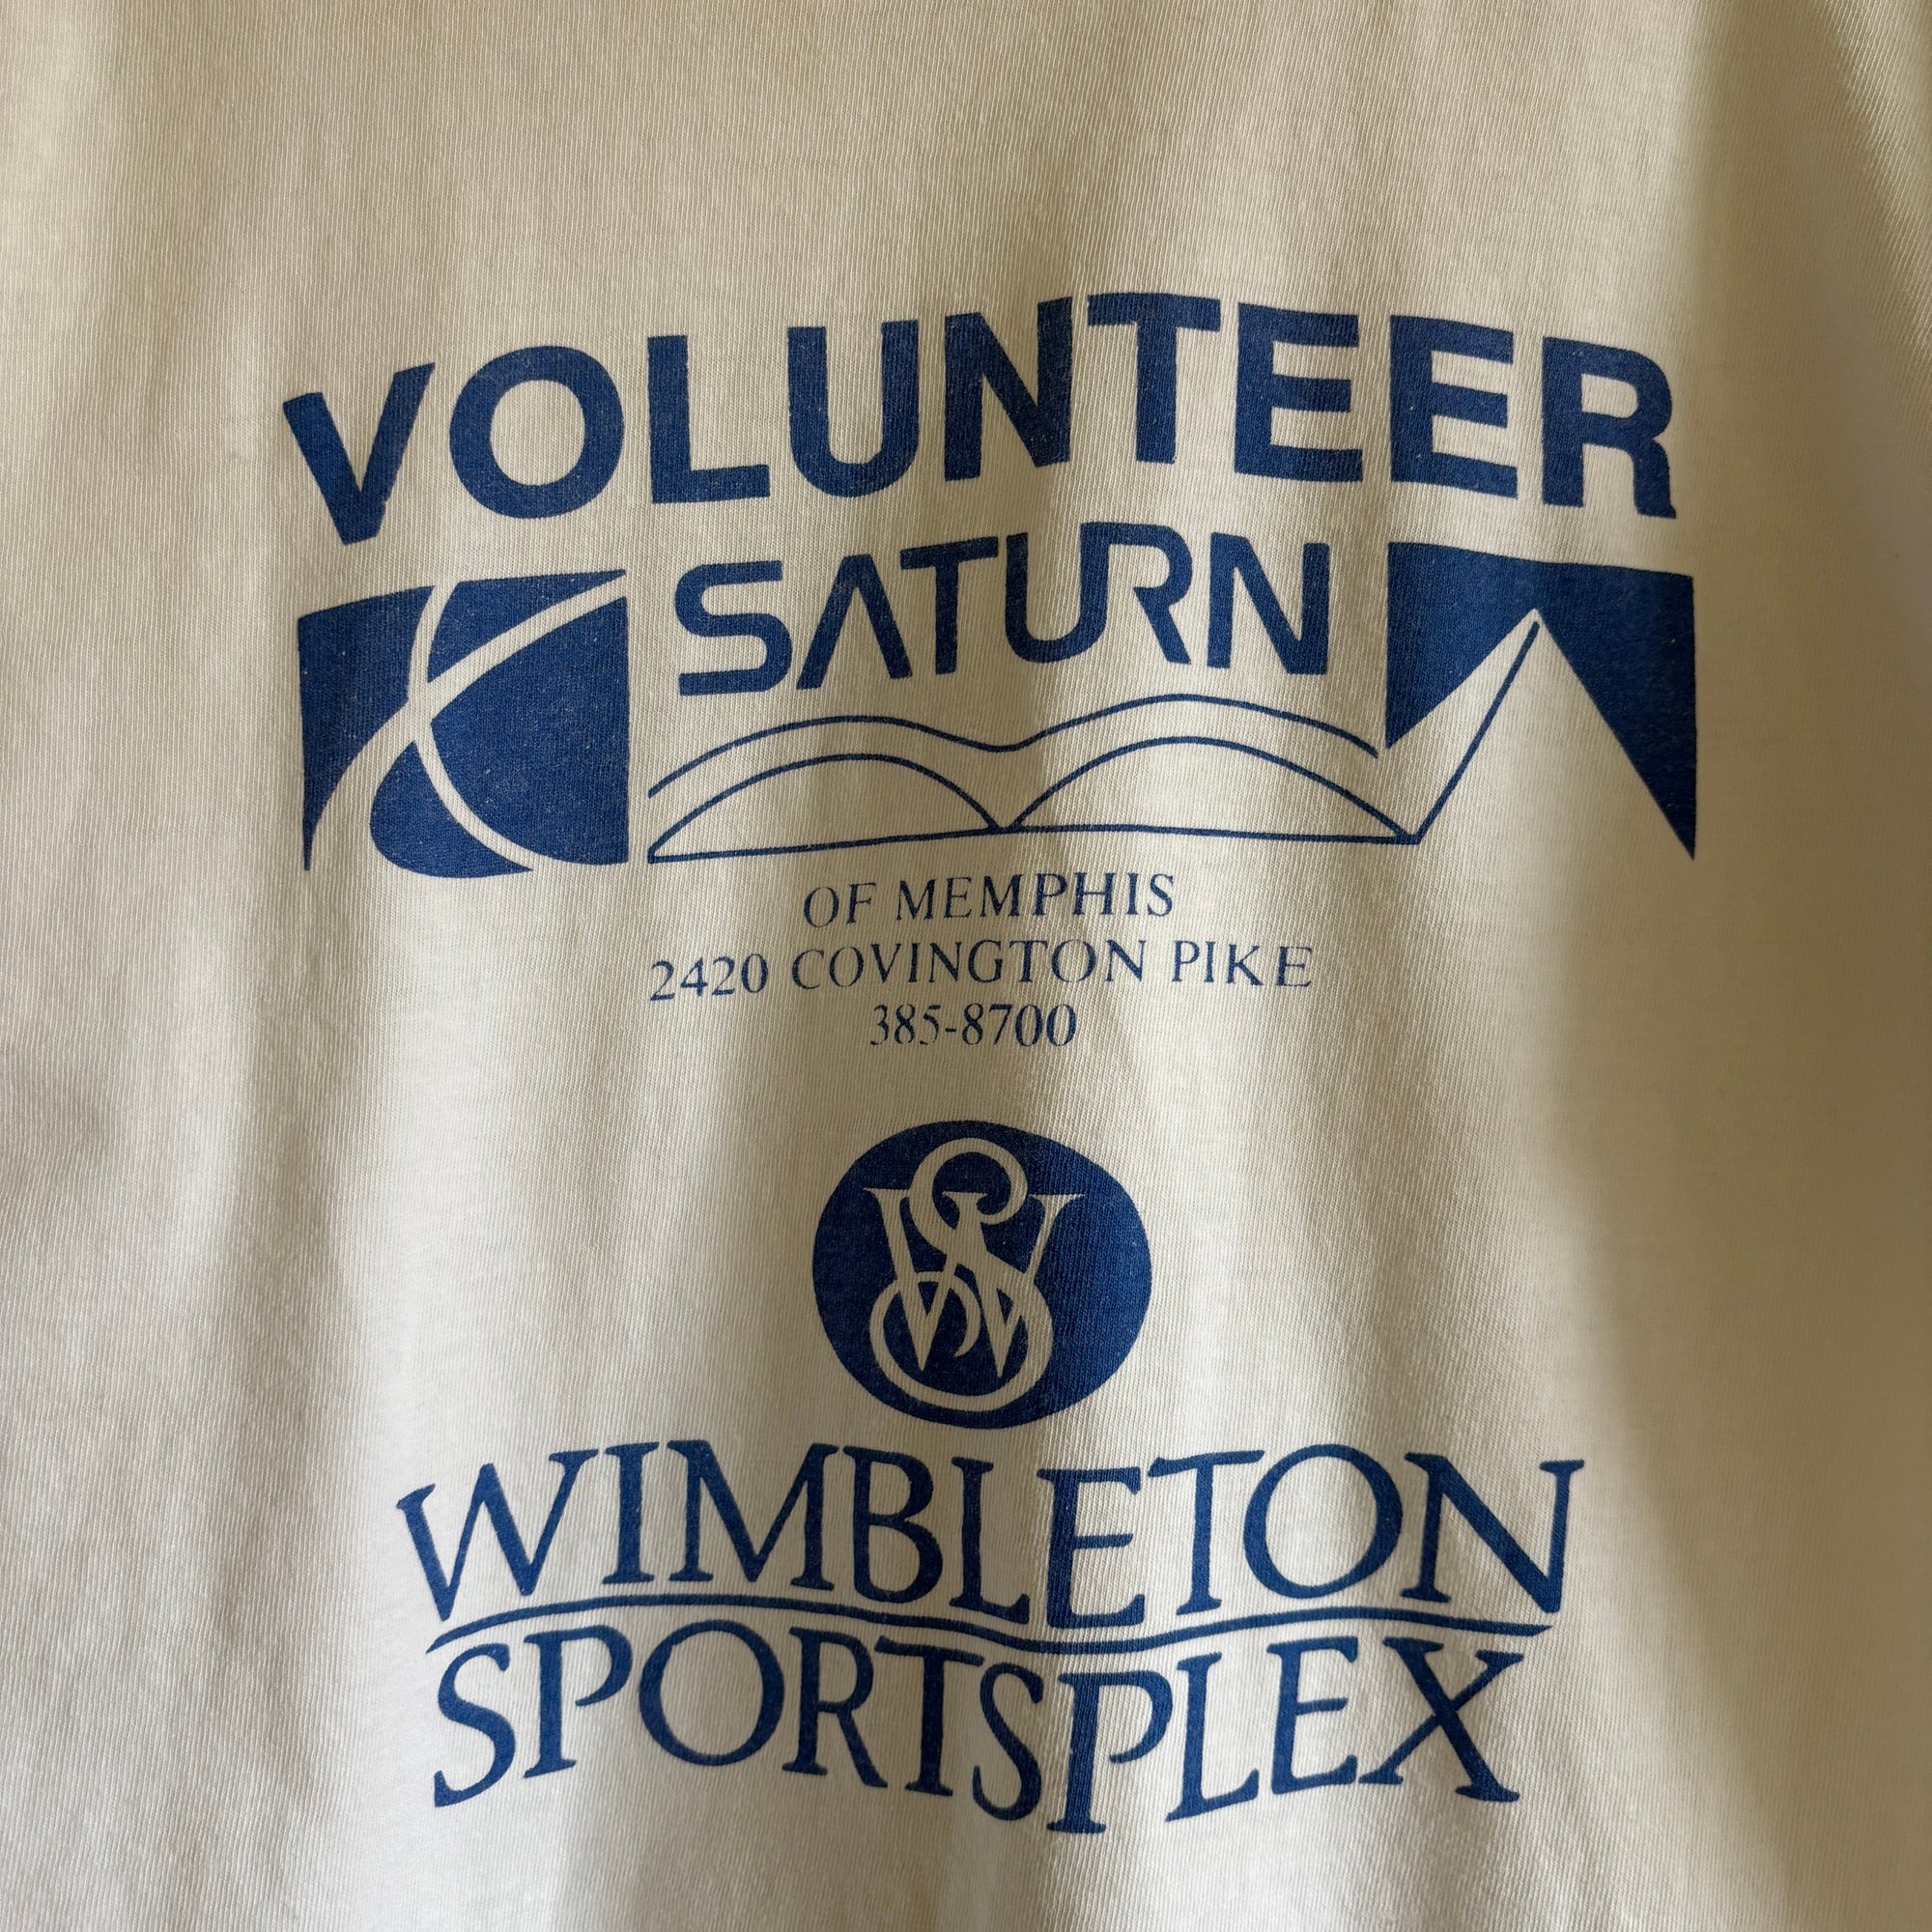 VOLUNTEER
SATURN
OF MEMPHIS
2420 COVINGTON PIKE
385-8700
WS
WIMBLETON
SPORTSPLEX